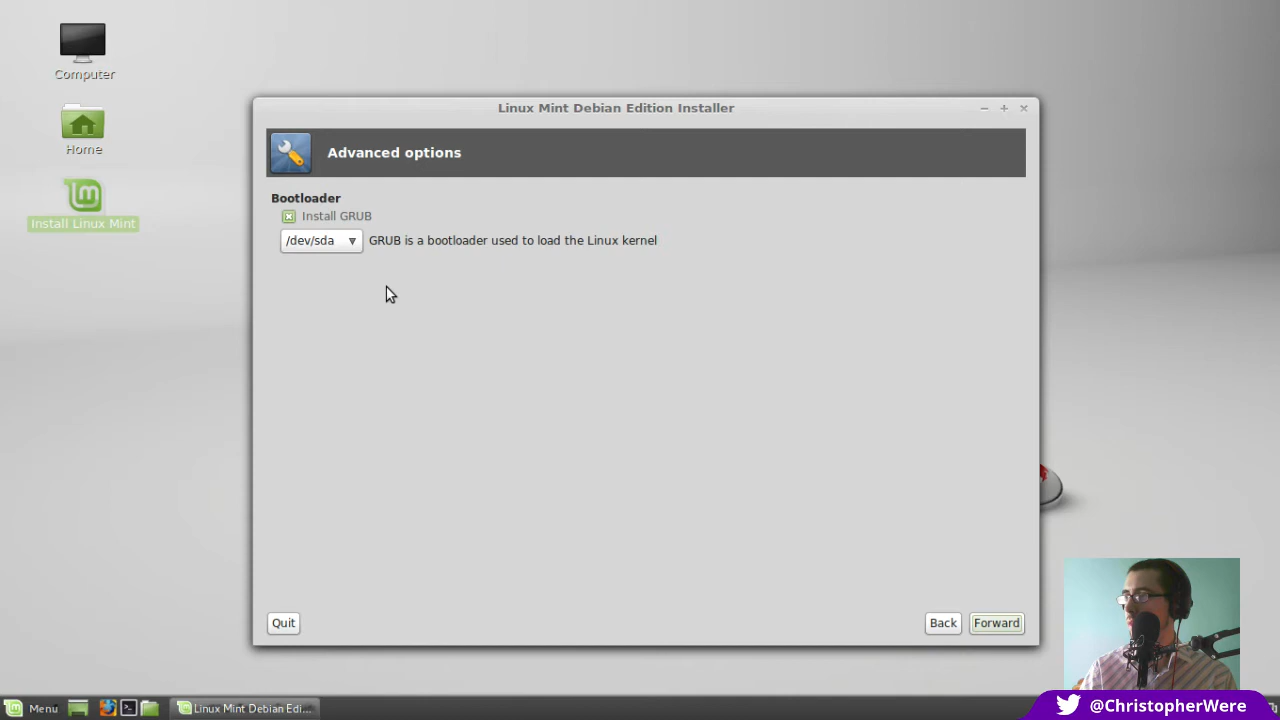 Computer
Home
Install Linux Mint
Linux Mint Debian Edition Installer
Advanced options
Bootloader
Install GRUB
/dev/sda
GRUB is a bootloader used to load the Linux kernel
Quit
Back
Forward
Menu
Linux Mint Debian Edi...
@ChristopherWere